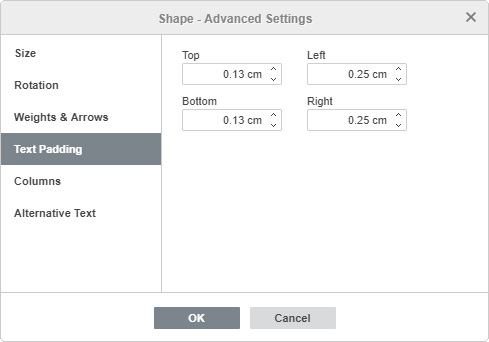 Shape - Advanced Settings
Size
Rotation
Weights & Arrows
Text Padding
Columns
Alternative Text
Top Left
0.13 cm 0.25 cm
Bottom Right
0.13 cm 0.25 cm
OK Cancel